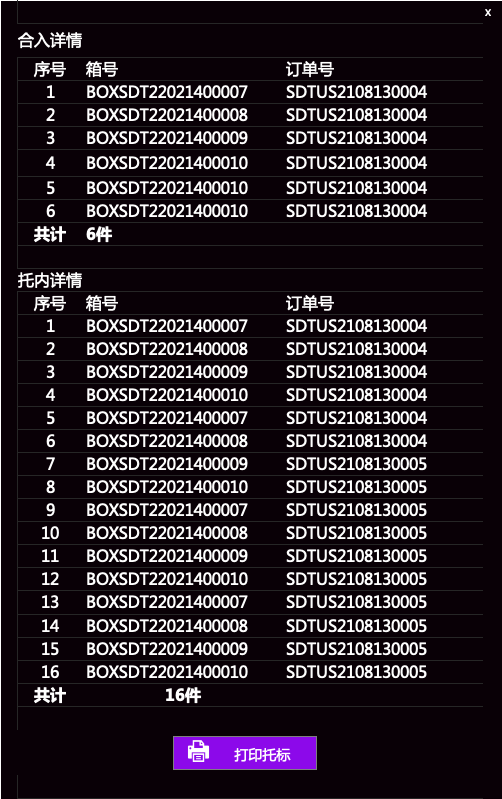 x
合入详情
序号 箱号 订单号
1 BOXSDT22021400007 SDTUS2108130004
2 BOXSDT22021400008 SDTUS2108130004
3 BOXSDT22021400009 SDTUS2108130004
4 BOXSDT22021400010 SDTUS2108130004
5 BOXSDT22021400010 SDTUS2108130004
6 BOXSDT22021400010 SDTUS2108130004
共计 6件
托内详情
序号 箱号 订单号
1 BOXSDT22021400007 SDTUS2108130004
2 BOXSDT22021400008 SDTUS2108130004
3 BOXSDT22021400009 SDTUS2108130004
4 BOXSDT22021400010 SDTUS2108130004
5 BOXSDT22021400007 SDTUS2108130004
6 BOXSDT22021400008 SDTUS2108130004
7 BOXSDT22021400009 SDTUS2108130005
8 BOXSDT22021400010 SDTUS2108130005
9 BOXSDT22021400007 SDTUS2108130005
10 BOXSDT22021400008 SDTUS2108130005
11 BOXSDT22021400009 SDTUS2108130005
12 BOXSDT22021400010 SDTUS2108130005
13 BOXSDT22021400007 SDTUS2108130005
14 BOXSDT22021400008 SDTUS2108130005
15 BOXSDT22021400009 SDTUS2108130005
16 BOXSDT22021400010 SDTUS2108130005
共计 16件
打印托标